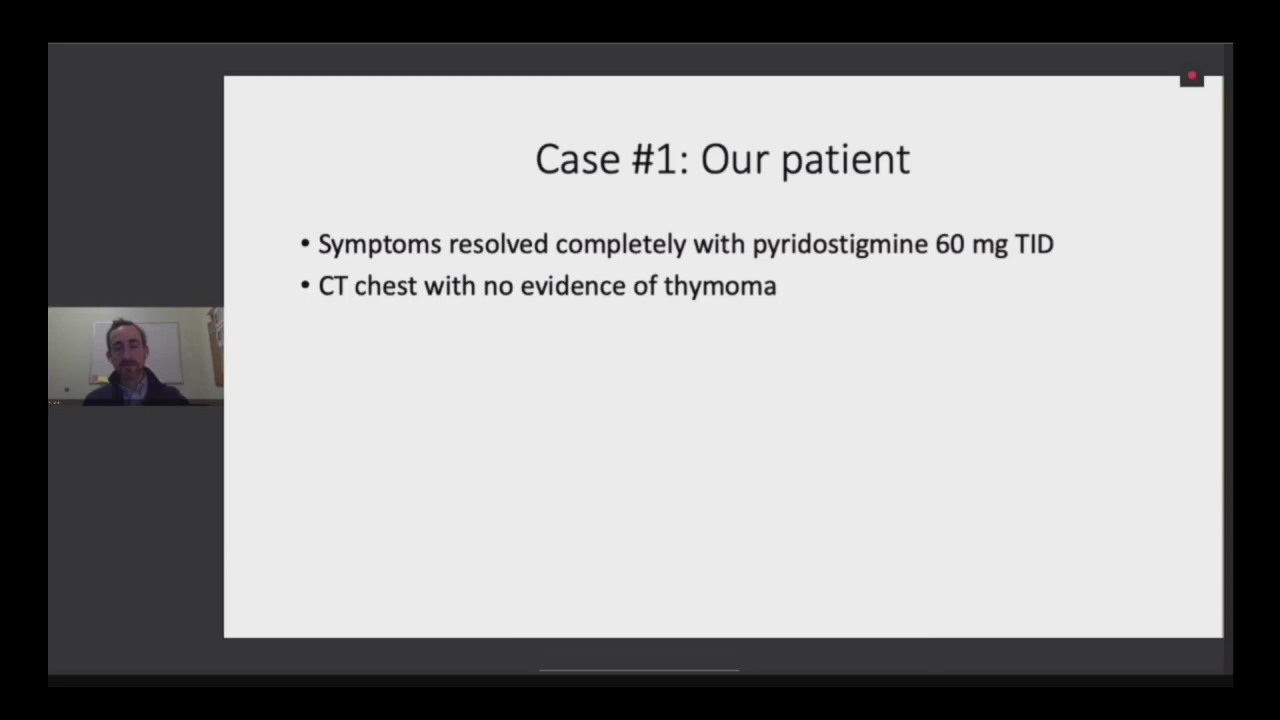 Case #1: Our patient
• Symptoms resolved completely with pyridostigmine 60 mg TID
• CT chest with no evidence of thymoma